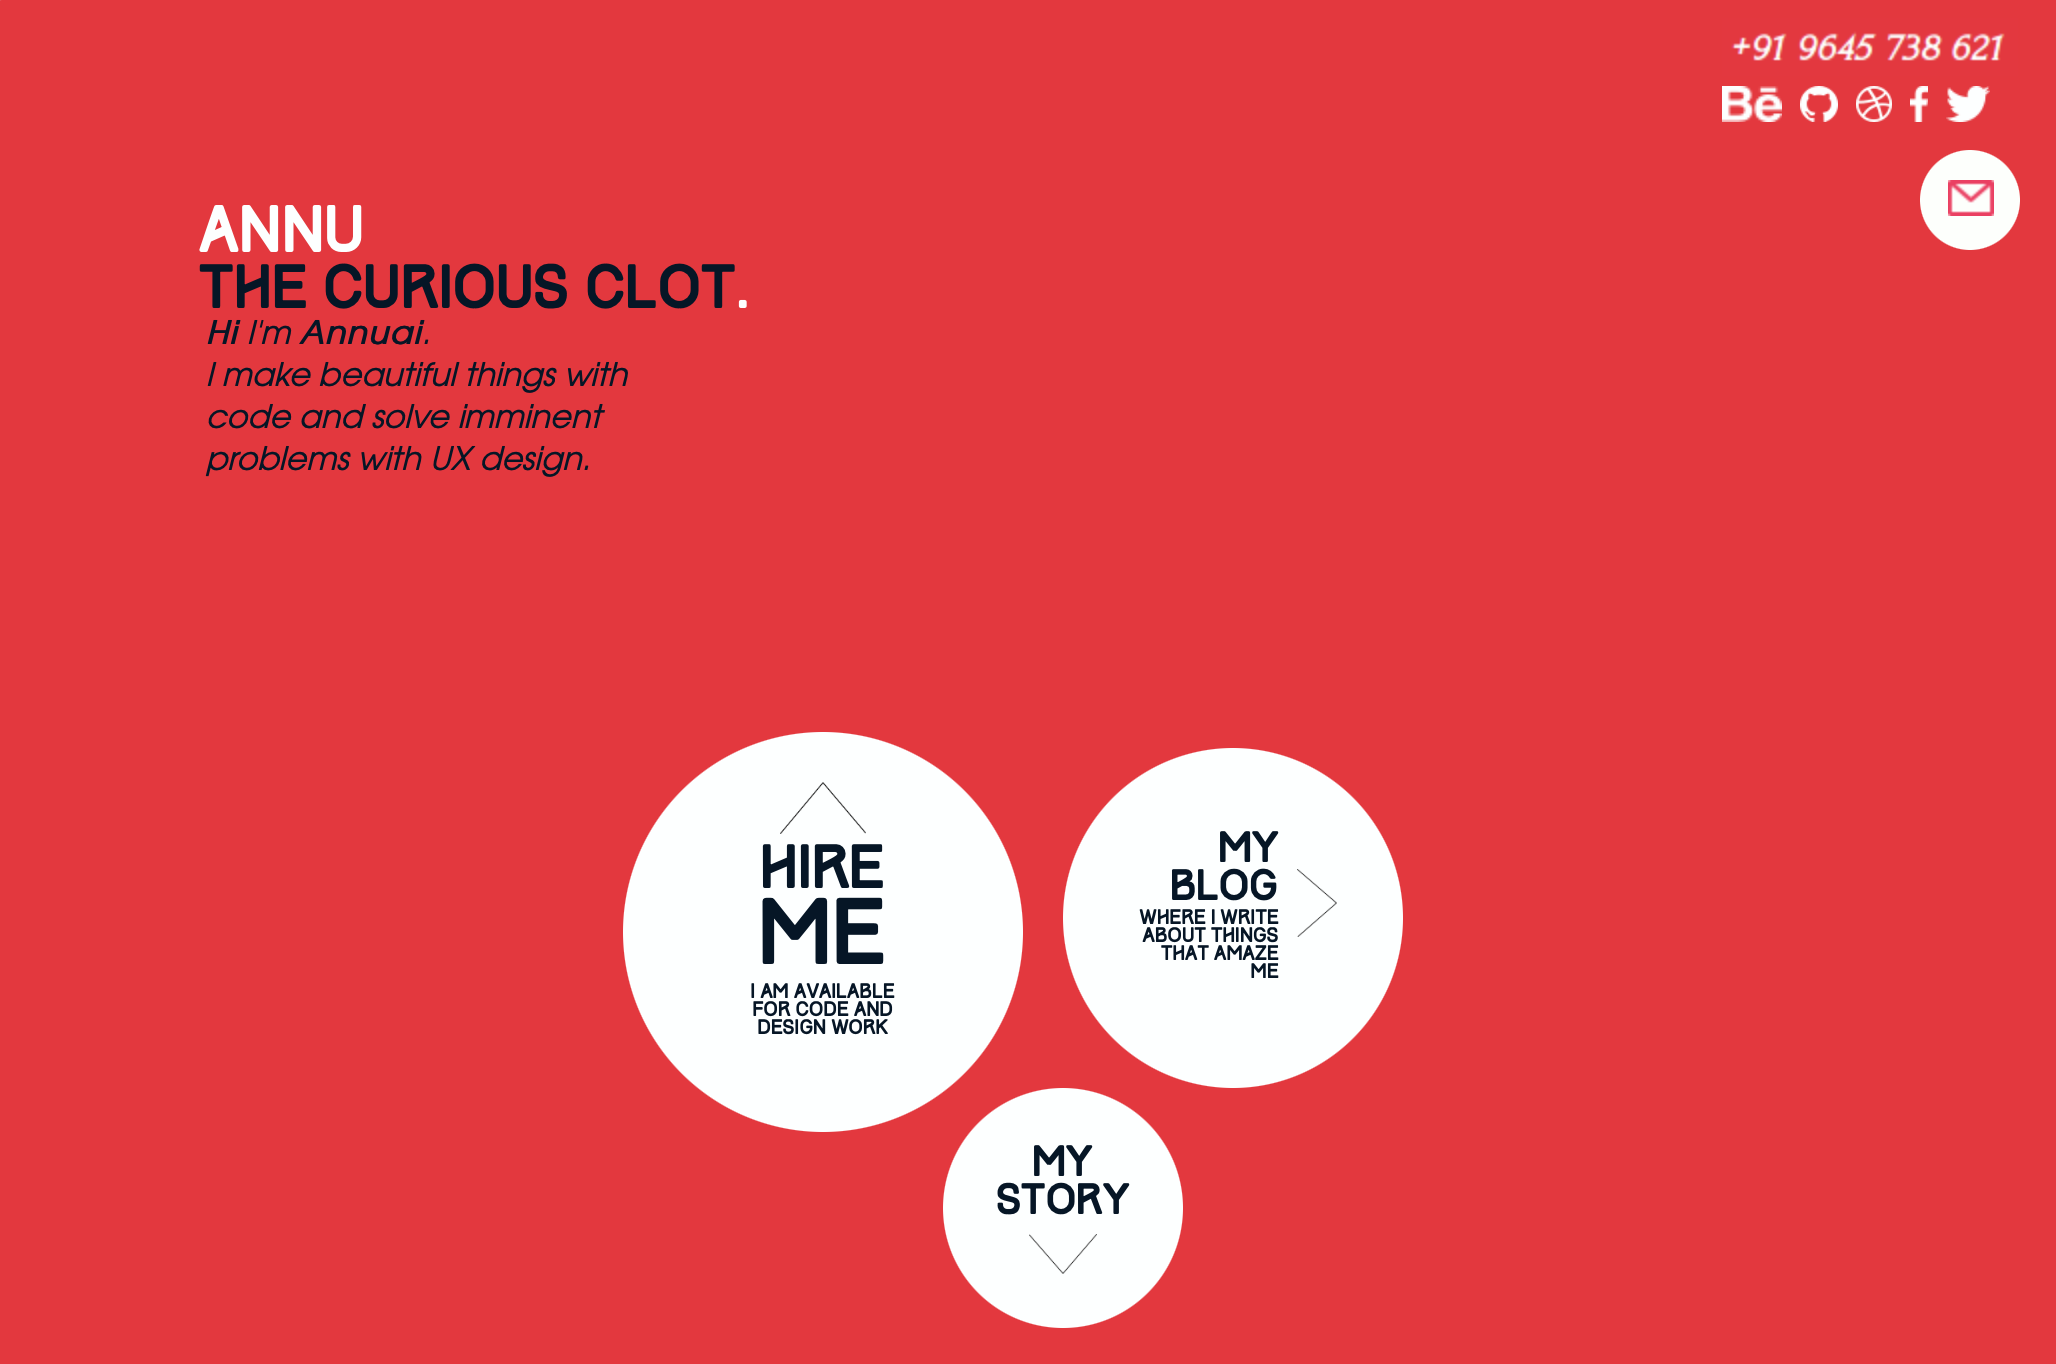 +91 9645 738 621
Bē
ANNU
THE CURIOUS CLOT.
Hi I'm Annuai.
I make beautiful things with
code and solve imminent
problems with UX design.
HIRE
ME
I AM AVAILABLE
FOR CODE AND
DESIGN WORK
MY
BLOG
WHERE I WRITE
ABOUT THINGS
THAT AMAZE
ME
MY
STORY